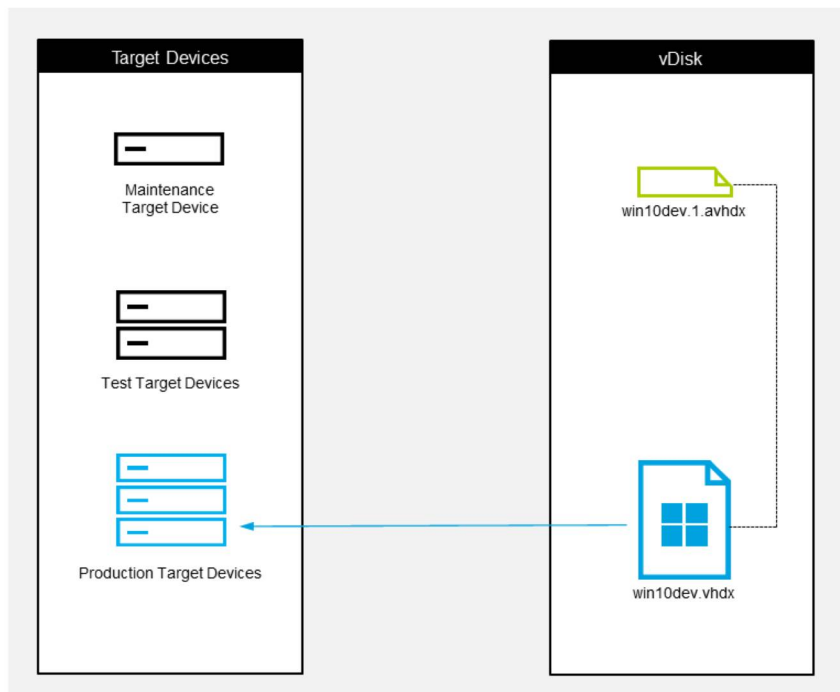 Target Devices
Maintenance
Target Device
Test Target Devices
Production Target Devices
vDisk
win10dev.1.avhdx
win10dev.vhdx